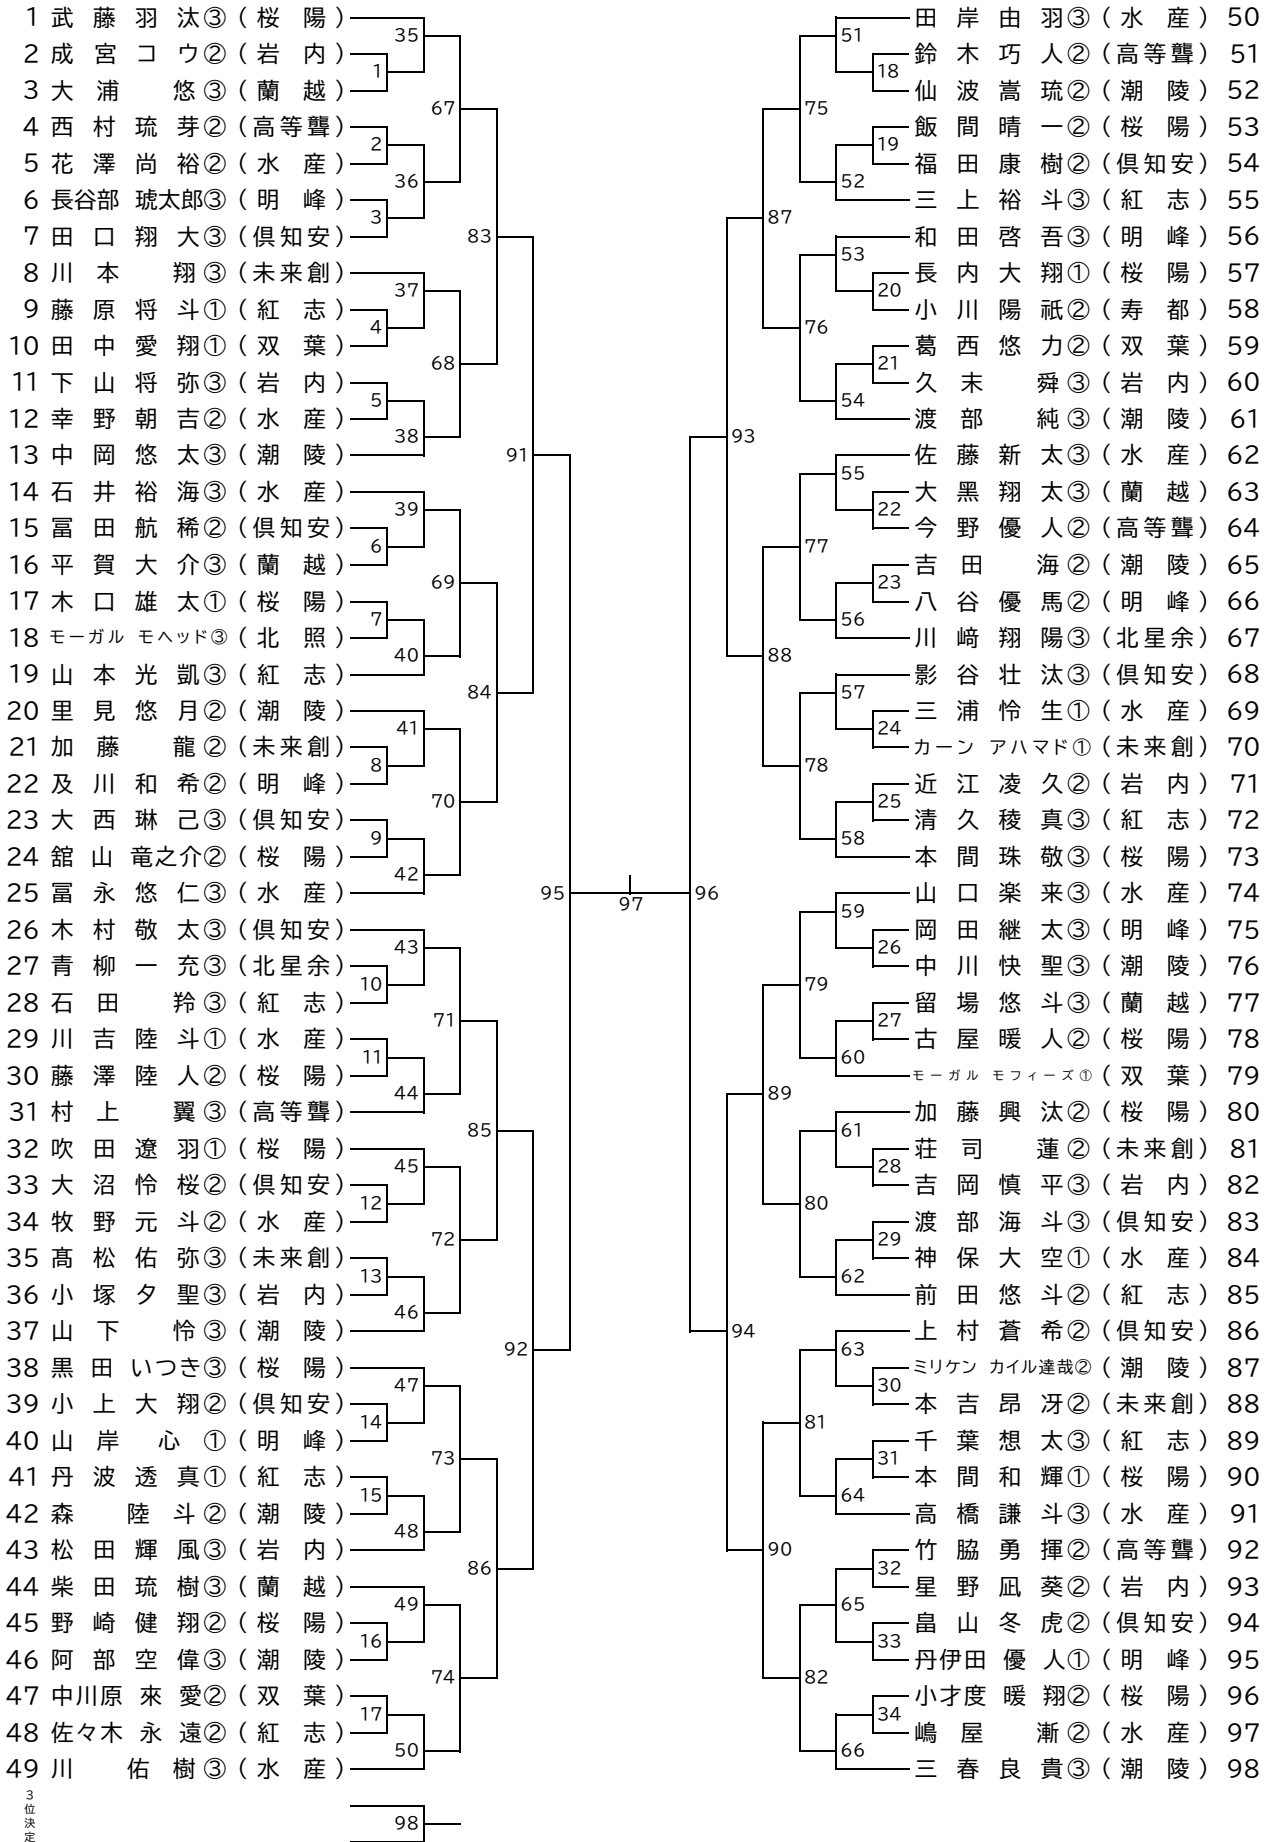 1 武藤羽汰③(桜陽)
2 成宮コウ②(岩内)
3 大浦悠③(蘭越)
4 西村琉芽②(高等聾)
5 花澤尚裕②(水産)
6 長谷部琥太郎③(明峰)
7 田口翔大③(倶知安)
8 川本翔③(未来創)
9 藤原将斗①(紅志)
10 田中愛翔①(双葉)
11 下山将弥③(岩内)
12 幸野朝吉②(水産)
13 中岡悠太③(潮陵)
14 石井裕海③(水産)
15 冨田航稀②(倶知安)
16 平賀大介③(蘭越)
17 木口雄太①(桜陽)
18 モーガル モヘッド③(北照)
19 山本光凱③(紅志)
20 里見悠月②(潮陵)
21 加藤龍②(未来創)
22 及川和希②(明峰)
23 大西琳己③(倶知安)
24 舘山竜之介②(桜陽)
25 冨永悠仁③(水産)
26 木村敬太③(倶知安)
27 青柳一充③(北星余)
28 石田羚③(紅志)
29 川吉陸斗①(水産)
30 藤澤陸人②(桜陽)
31 村上翼③(高等聾)
32 吹田遼羽①(桜陽)
33 大沼怜桜②(倶知安)
34 牧野元斗②(水産)
35 髙松佑弥③(未来創)
36 小塚夕聖③(岩内)
37 山下怜③(潮陵)
38 黒田いつき③(桜陽)
39 小上大翔②(倶知安)
40 山岸心①(明峰)
41 丹波透真①(紅志)
42 森陸斗②(潮陵)
43 松田輝風③(岩内)
44 柴田琉樹③(蘭越)
45 野崎健翔②(桜陽)
46 阿部空偉③(潮陵)
47 中川原來愛②(双葉)
48 佐々木永遠②(紅志)
49 川佑樹③(水産)
3位決定
35
1
67
2
36
3
83
37
4
68
5
38
91
39
6
69
7
40
84
41
8
70
9
42
95
43
10
71
11
44
85
45
12
72
13
46
92
47
14
73
15
48
86
49
16
74
17
50
98
97
96
51
18
75
19
52
87
53
20
76
21
54
93
55
22
77
23
56
88
57
24
78
25
58
59
26
79
27
60
89
61
28
80
29
62
94
63
30
81
31
64
90
32
65
33
82
34
66
田岸由羽③(水産) 50
鈴木巧人②(高等聾) 51
仙波嵩琉②(潮陵) 52
飯間晴一②(桜陽) 53
福田康樹②(倶知安) 54
三上裕斗③(紅志) 55
和田啓吾③(明峰) 56
長内大翔①(桜陽) 57
小川陽祇②(寿都) 58
葛西悠力②(双葉) 59
久末舜③(岩内) 60
渡部純③(潮陵) 61
佐藤新太③(水産) 62
大黑翔太③(蘭越) 63
今野優人②(高等聾) 64
吉田海②(潮陵) 65
八谷優馬②(明峰) 66
川﨑翔陽③(北星余) 67
影谷壮汰③(倶知安) 68
三浦怜生①(水産) 69
カーン アハマド①(未来創) 70
近江凌久②(岩内) 71
清久稜真③(紅志) 72
本間珠敬③(桜陽) 73
山口楽来③(水産) 74
岡田継太③(明峰) 75
中川快聖③(潮陵) 76
留場悠斗③(蘭越) 77
古屋暖人②(桜陽) 78
モーガル モフィーズ①(双葉) 79
加藤興汰②(桜陽) 80
荘司蓮②(未来創) 81
吉岡慎平③(岩内) 82
渡部海斗③(倶知安) 83
神保大空①(水産) 84
前田悠斗②(紅志) 85
上村蒼希②(倶知安) 86
ミリケン カイル達哉②(潮陵) 87
本吉昂冴②(未来創) 88
千葉想太③(紅志) 89
本間和輝①(桜陽) 90
高橋謙斗③(水産) 91
竹脇勇揮②(高等聾) 92
星野凪葵②(岩内) 93
畠山冬虎②(倶知安) 94
丹伊田優人①(明峰) 95
小才度暖翔②(桜陽) 96
嶋屋漸②(水産) 97
三春良貴③(潮陵) 98